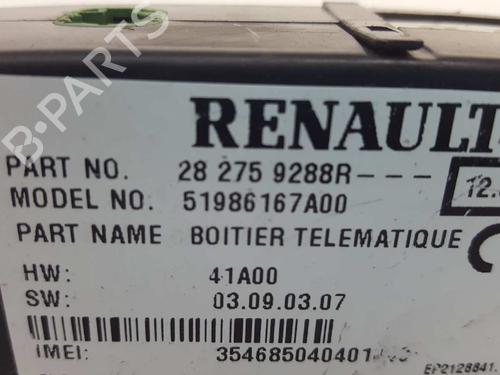 RENAULT
PART NO. 28 275 9288R---
MODEL NO. 51986167A00
PART NAME BOITIER TELEMATIQUE
HW: 41A00
SW: 03.09.03.07
IMEI:
B-PARTS